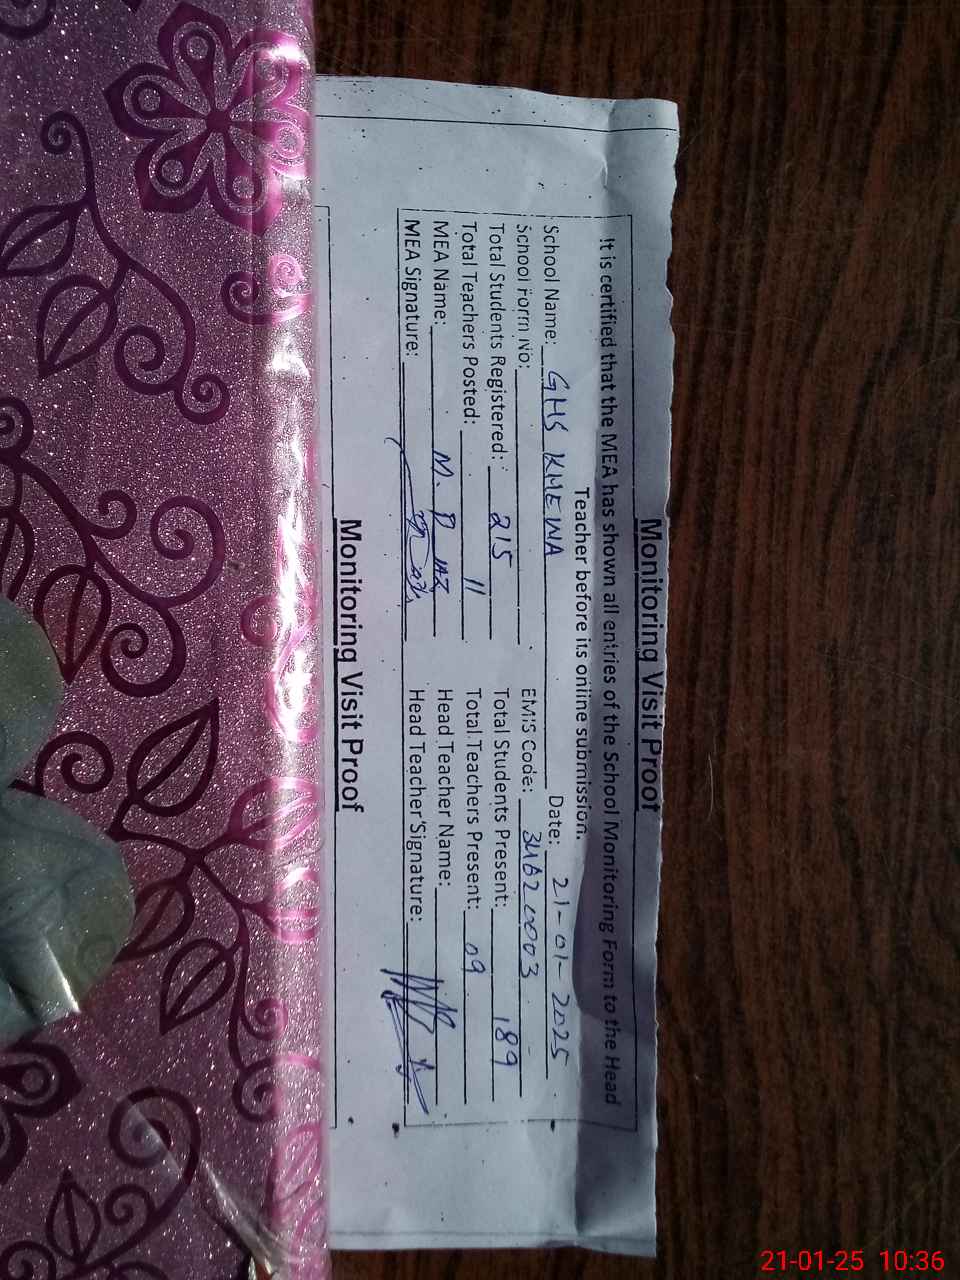 Monitoring Visit Proof
It is certified that the MEA has shown all entries of the School Monitoring Form to the Head
Teacher before its online submission.
School Name: GHS KHEWA Date: 21-01-2025
School Form No: EMIS Code: 34620003
Total Students Registered: 215 Total Students Present: 189
Total Teachers Posted: 11 Total Teachers Present: 09
MEA Name: M. Head Teacher Name:
MEA Signature: Head Teacher Signature:
Monitoring Visit Proof
21-01-25 10:36